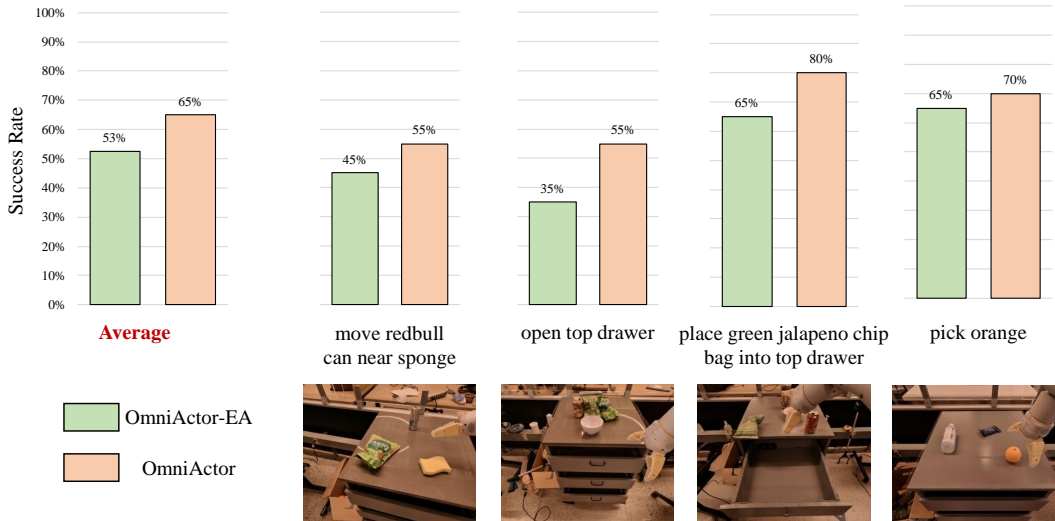 100%
90%
80%
70%
60%
50%
40%
30%
20%
10%
0%
Success Rate
53%
65%
45%
55%
35%
55%
65%
80%
65%
70%
Average
move redbull
can near sponge
open top drawer
place green jalapeno chip
bag into top drawer
pick orange
OmniActor-EA
OmniActor